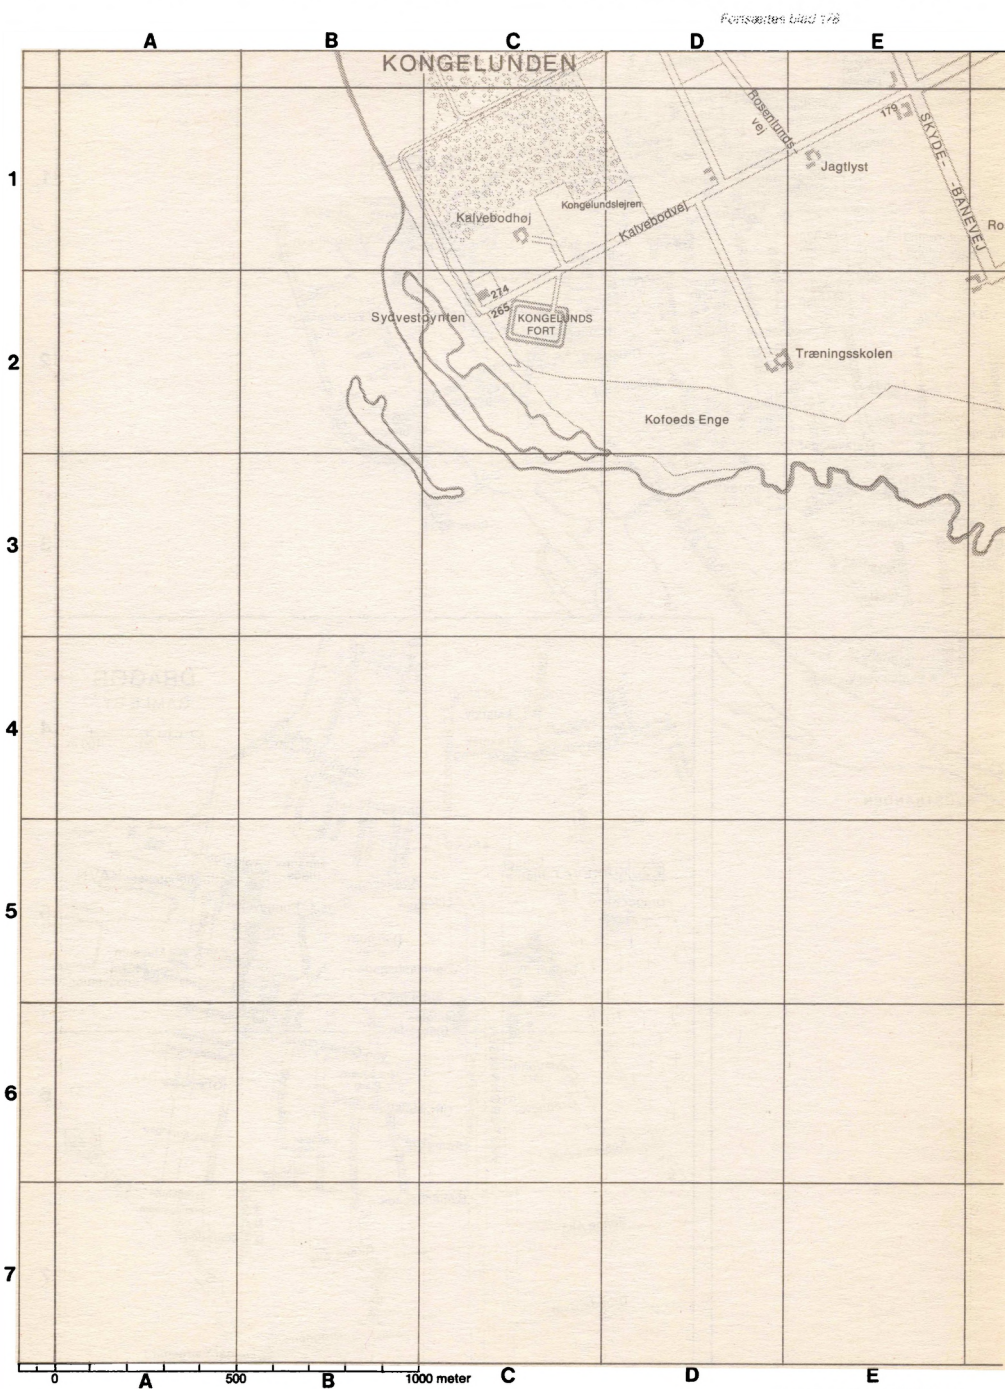 Fortsættes blad 178
A B C D E
KONGELUNDEN
Rosenlunds-
vej
179
SKYDE- -BANEVEJ
1
Jagtlyst
Kongelundslejren
Kalvebodhøj
Kalvebodvej
Ro
274
265
Sydvestpynten
KONGELUNDS
FORT
2
Træningsskolen
Kofoeds Enge
3
DRAGØR
4
5
6
7
0 500 1000 meter
A B C D E